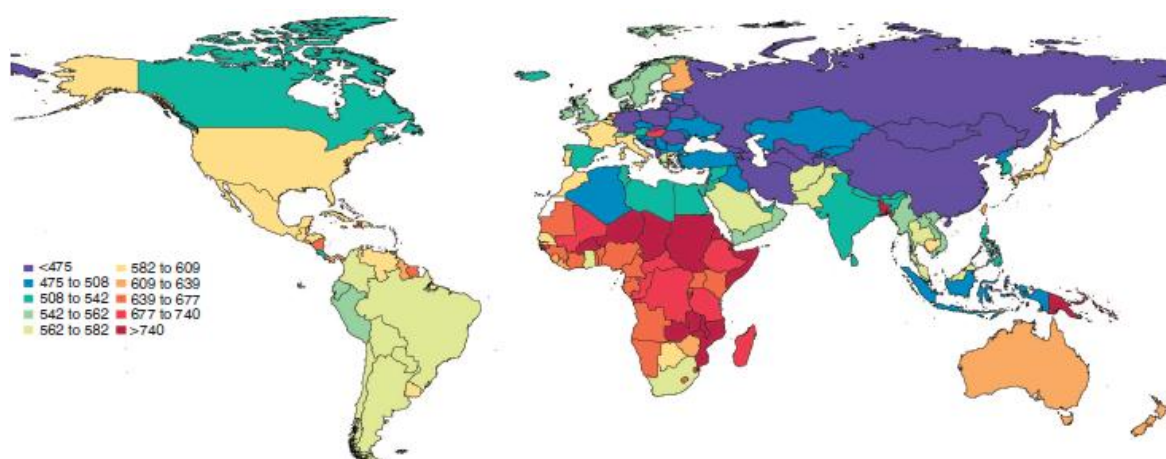 <475
475 to 508
508 to 542
542 to 562
562 to 582
582 to 609
609 to 639
639 to 677
677 to 740
>740